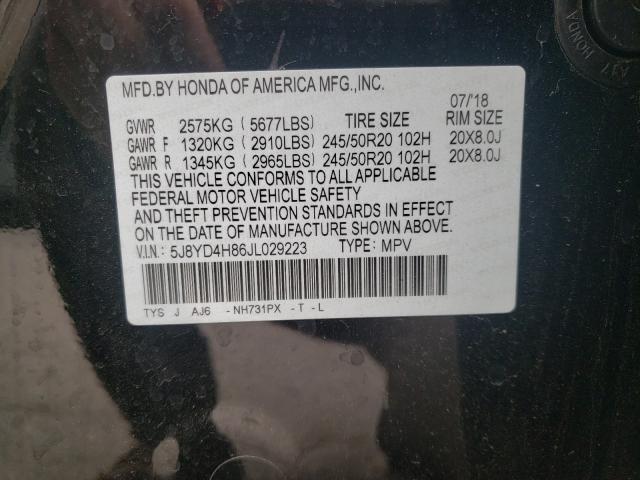 A37 HONDA
MFD.BY HONDA OF AMERICA MFG.,INC.
07/'18
GVWR 2575KG ( 5677LBS) TIRE SIZE RIM SIZE
GAWR F 1320KG ( 2910LBS) 245/50R20 102H 20X8.0J
GAWR R 1345KG ( 2965LBS) 245/50R20 102H 20X8.0J
THIS VEHICLE CONFORMS TO ALL APPLICABLE
FEDERAL MOTOR VEHICLE SAFETY
AND THEFT PREVENTION STANDARDS IN EFFECT
ON THE DATE OF MANUFACTURE SHOWN ABOVE.
V.I.N.: 5J8YD4H86JL029223 TYPE: MPV
TYS J AJ6 -NH731PX -T -L